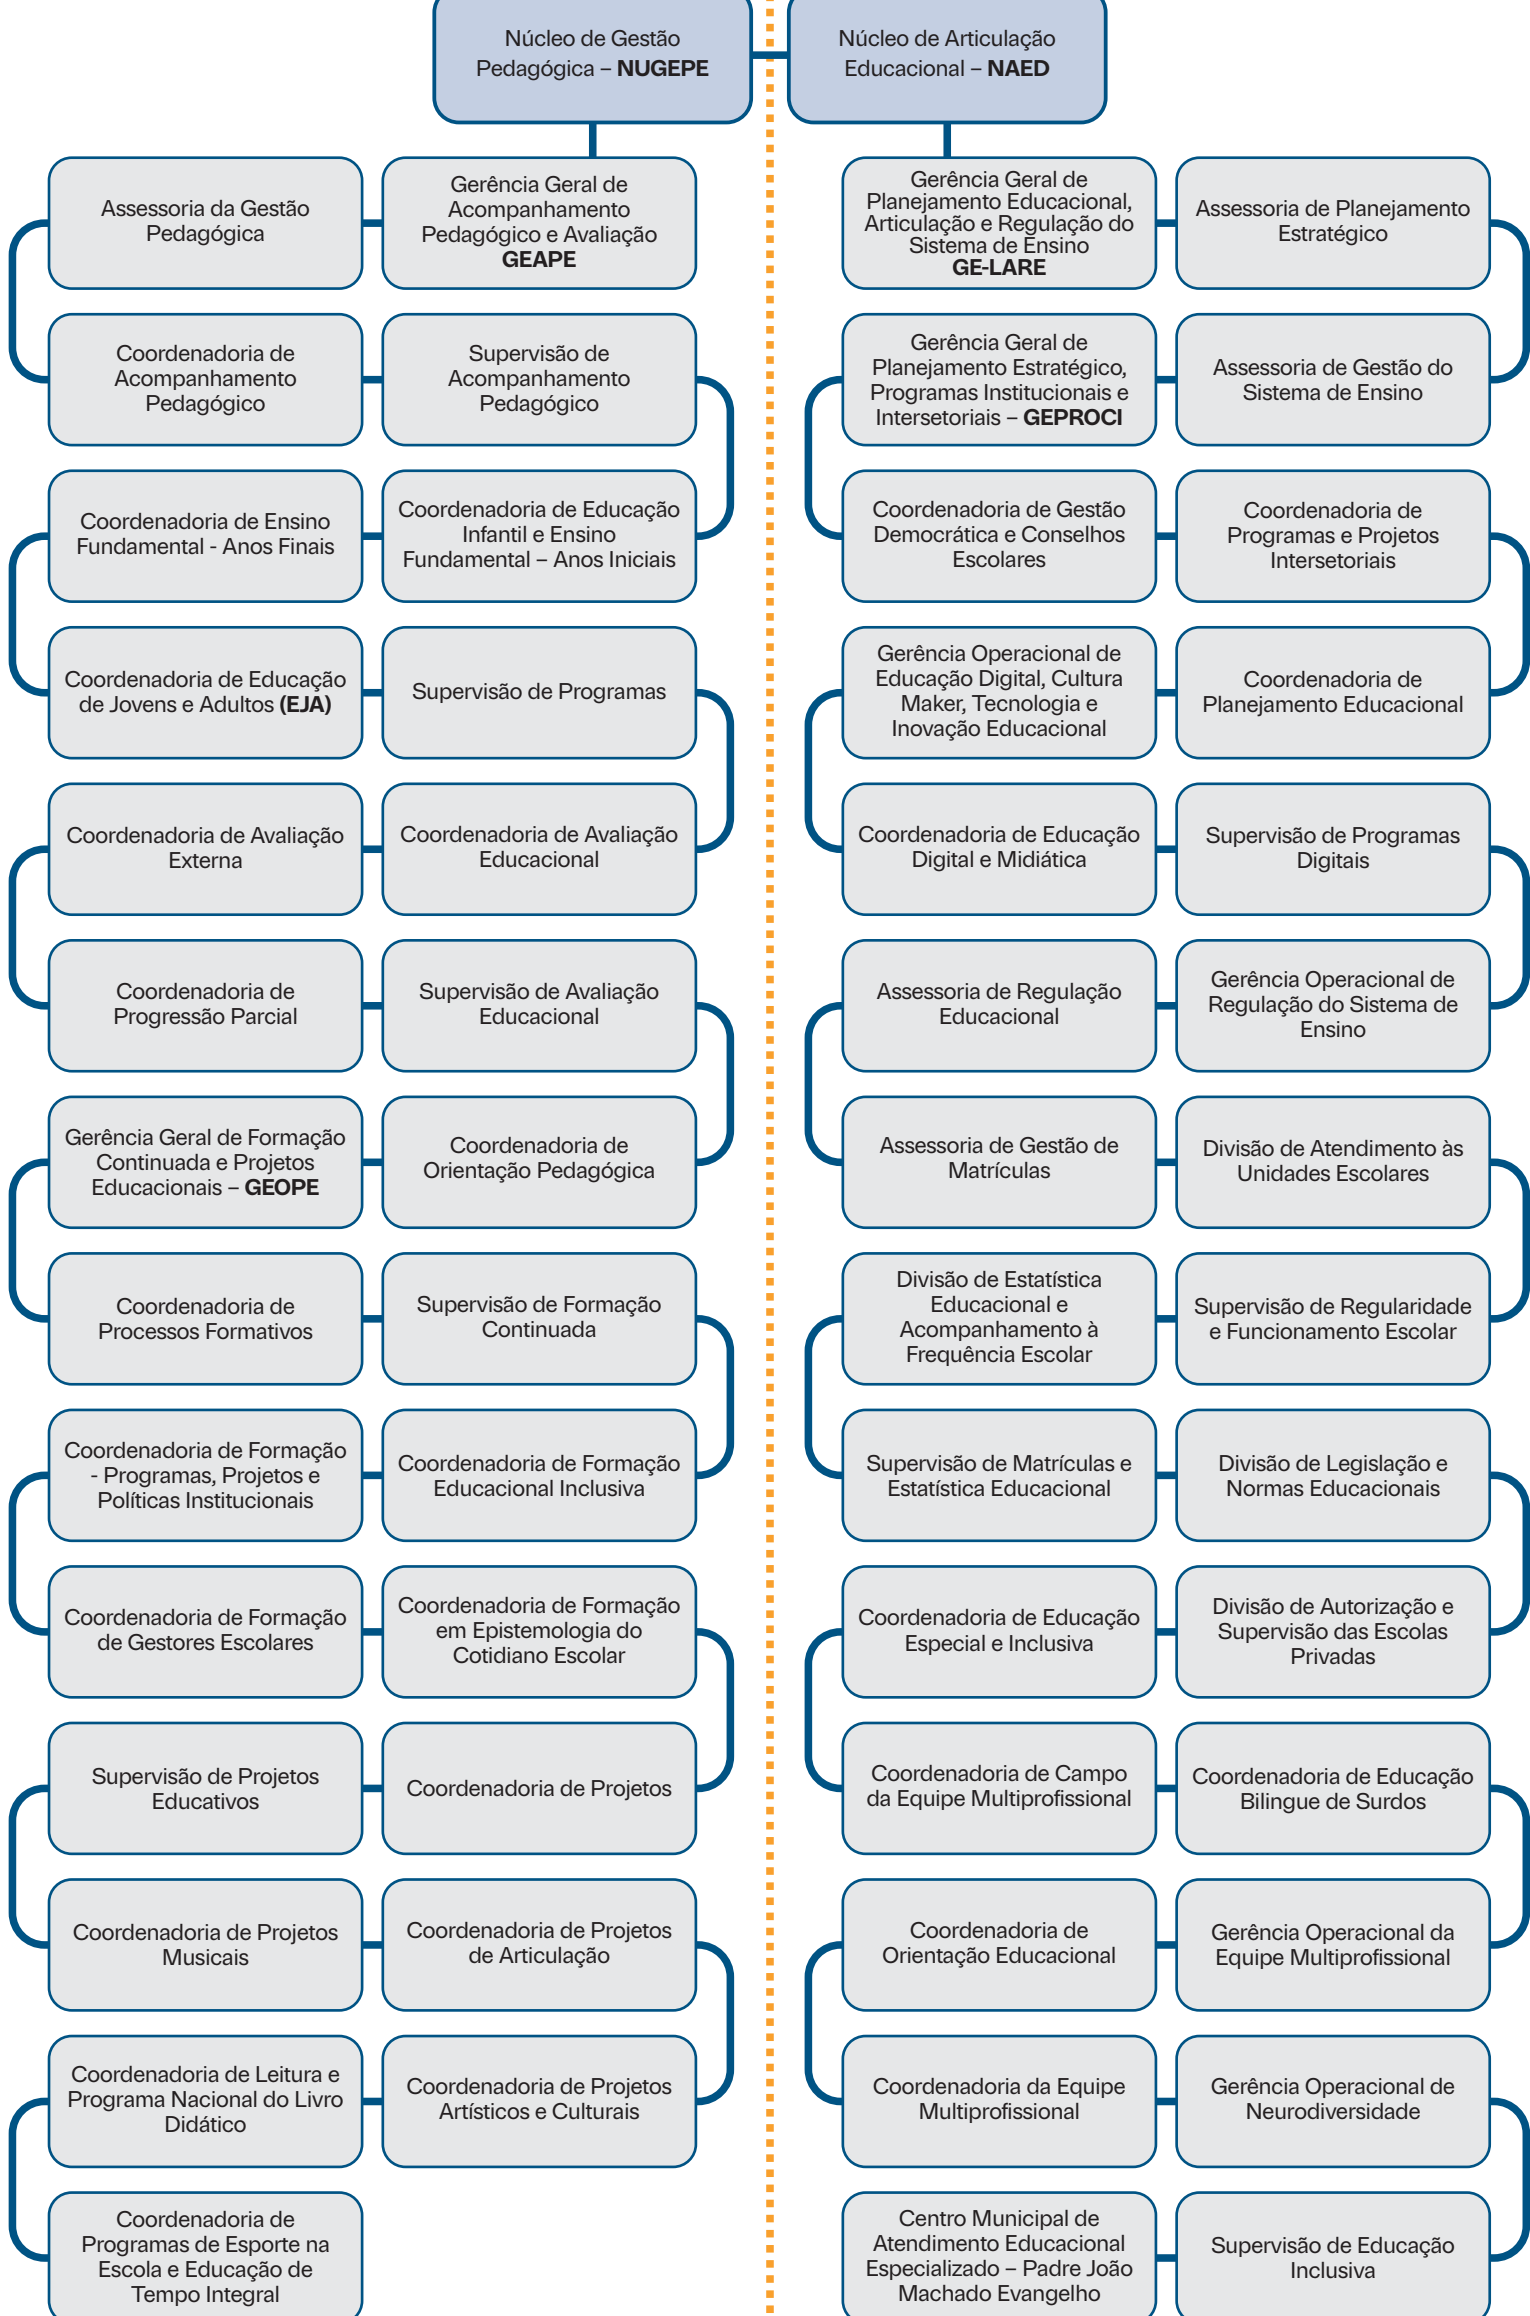 Núcleo de Gestão
Pedagógica – NUGEPE
Núcleo de Articulação
Educacional – NAED
Assessoria da Gestão
Pedagógica
Gerência Geral de
Acompanhamento
Pedagógico e Avaliação
GEAPE
Gerência Geral de
Planejamento Educacional,
Articulação e Regulação do
Sistema de Ensino
GE-LARE
Assessoria de Planejamento
Estratégico
Coordenadoria de
Acompanhamento
Pedagógico
Supervisão de
Acompanhamento
Pedagógico
Gerência Geral de
Planejamento Estratégico,
Programas Institucionais e
Intersetoriais – GEPROCI
Assessoria de Gestão do
Sistema de Ensino
Coordenadoria de Ensino
Fundamental - Anos Finais
Coordenadoria de Educação
Infantil e Ensino
Fundamental – Anos Iniciais
Coordenadoria de Gestão
Democrática e Conselhos
Escolares
Coordenadoria de
Programas e Projetos
Intersetoriais
Coordenadoria de Educação
de Jovens e Adultos (EJA)
Supervisão de Programas
Gerência Operacional de
Educação Digital, Cultura
Maker, Tecnologia e
Inovação Educacional
Coordenadoria de
Planejamento Educacional
Coordenadoria de Avaliação
Externa
Coordenadoria de Avaliação
Educacional
Coordenadoria de Educação
Digital e Midiática
Supervisão de Programas
Digitais
Coordenadoria de
Progressão Parcial
Supervisão de Avaliação
Educacional
Assessoria de Regulação
Educacional
Gerência Operacional de
Regulação do Sistema de
Ensino
Gerência Geral de Formação
Continuada e Projetos
Educacionais – GEOPE
Coordenadoria de
Orientação Pedagógica
Assessoria de Gestão de
Matrículas
Divisão de Atendimento às
Unidades Escolares
Coordenadoria de
Processos Formativos
Supervisão de Formação
Continuada
Divisão de Estatística
Educacional e
Acompanhamento à
Frequência Escolar
Supervisão de Regularidade
e Funcionamento Escolar
Coordenadoria de Formação
- Programas, Projetos e
Políticas Institucionais
Coordenadoria de Formação
Educacional Inclusiva
Supervisão de Matrículas e
Estatística Educacional
Divisão de Legislação e
Normas Educacionais
Coordenadoria de Formação
de Gestores Escolares
Coordenadoria de Formação
em Epistemologia do
Cotidiano Escolar
Coordenadoria de Educação
Especial e Inclusiva
Divisão de Autorização e
Supervisão das Escolas
Privadas
Supervisão de Projetos
Educativos
Coordenadoria de Projetos
Coordenadoria de Campo
da Equipe Multiprofissional
Coordenadoria de Educação
Bilingue de Surdos
Coordenadoria de Projetos
Musicais
Coordenadoria de Projetos
de Articulação
Coordenadoria de
Orientação Educacional
Gerência Operacional da
Equipe Multiprofissional
Coordenadoria de Leitura e
Programa Nacional do Livro
Didático
Coordenadoria de Projetos
Artísticos e Culturais
Coordenadoria da Equipe
Multiprofissional
Gerência Operacional de
Neurodiversidade
Coordenadoria de
Programas de Esporte na
Escola e Educação de
Tempo Integral
Centro Municipal de
Atendimento Educacional
Especializado – Padre João
Machado Evangelho
Supervisão de Educação
Inclusiva